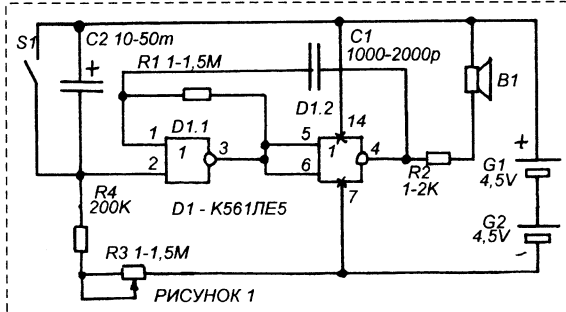 S1
C2 10-50m
C1
1000-2000p
R1 1-1,5M
B1
D1.2
D1.1
14
1
3
5
1
4
2
1
6
7
R2
1-2K
+
+
G1
4,5V
R4
200K
D1 - К561ЛЕ5
G2
4,5V
-
R3 1-1,5M
РИСУНОК 1